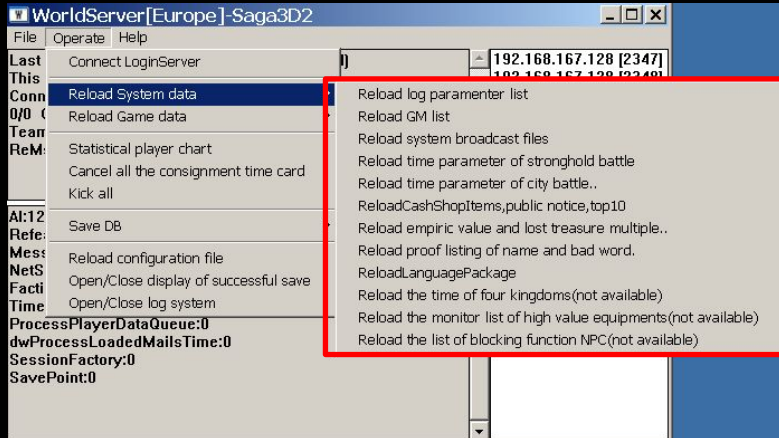 WorldServer[Europe]-Saga3D2
File Operate Help
Last
This
Conn
0/0
Team
ReM
Connect LoginServer
Reload System data
Reload Game data
Statistical player chart
Cancel all the consignment time card
Kick all
Save DB
Reload configuration file
Open/Close display of successful save
Open/Close log system
192.168.167.128 [2347]
192.168.167.128 [2348]
Reload log paramenter list
Reload GM list
Reload system broadcast files
Reload time parameter of stronghold battle
Reload time parameter of city battle..
ReloadCashShopItems,public notice,top10
Reload empiric value and lost treasure multiple..
Reload proof listing of name and bad word.
ReloadLanguagePackage
Reload the time of four kingdoms(not available)
Reload the monitor list of high value equipments(not available)
Reload the list of blocking function NPC(not available)
AI:12
Refe
Mess
NetS
Facti
Time
ProcessPlayerDataQueue:0
dwProcessLoadedMailsTime:0
SessionFactory:0
SavePoint:0